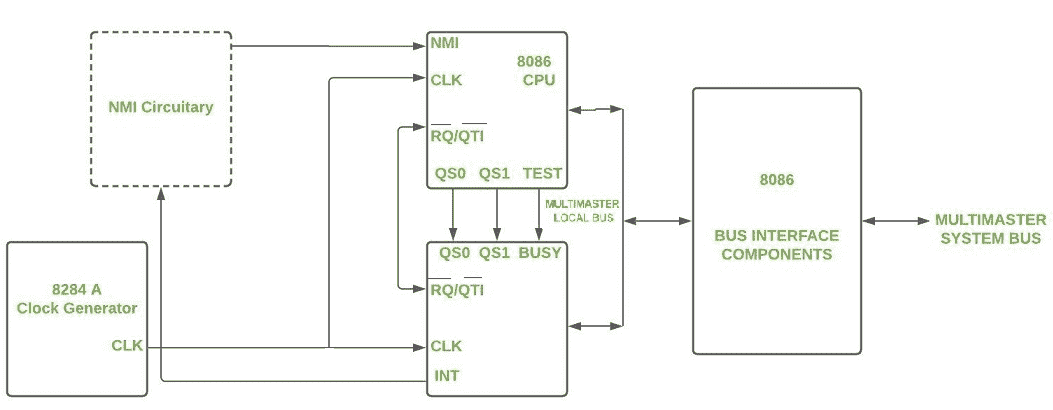 NMI Circuitary
NMI
8086
CPU
CLK
RQ/QTI
QS0 QS1 TEST
MULTIMASTER
LOCAL BUS
QS0 QS1 BUSY
RQ/QTI
CLK
INT
8284 A
Clock Generator
CLK
8086
BUS INTERFACE
COMPONENTS
MULTIMASTER
SYSTEM BUS